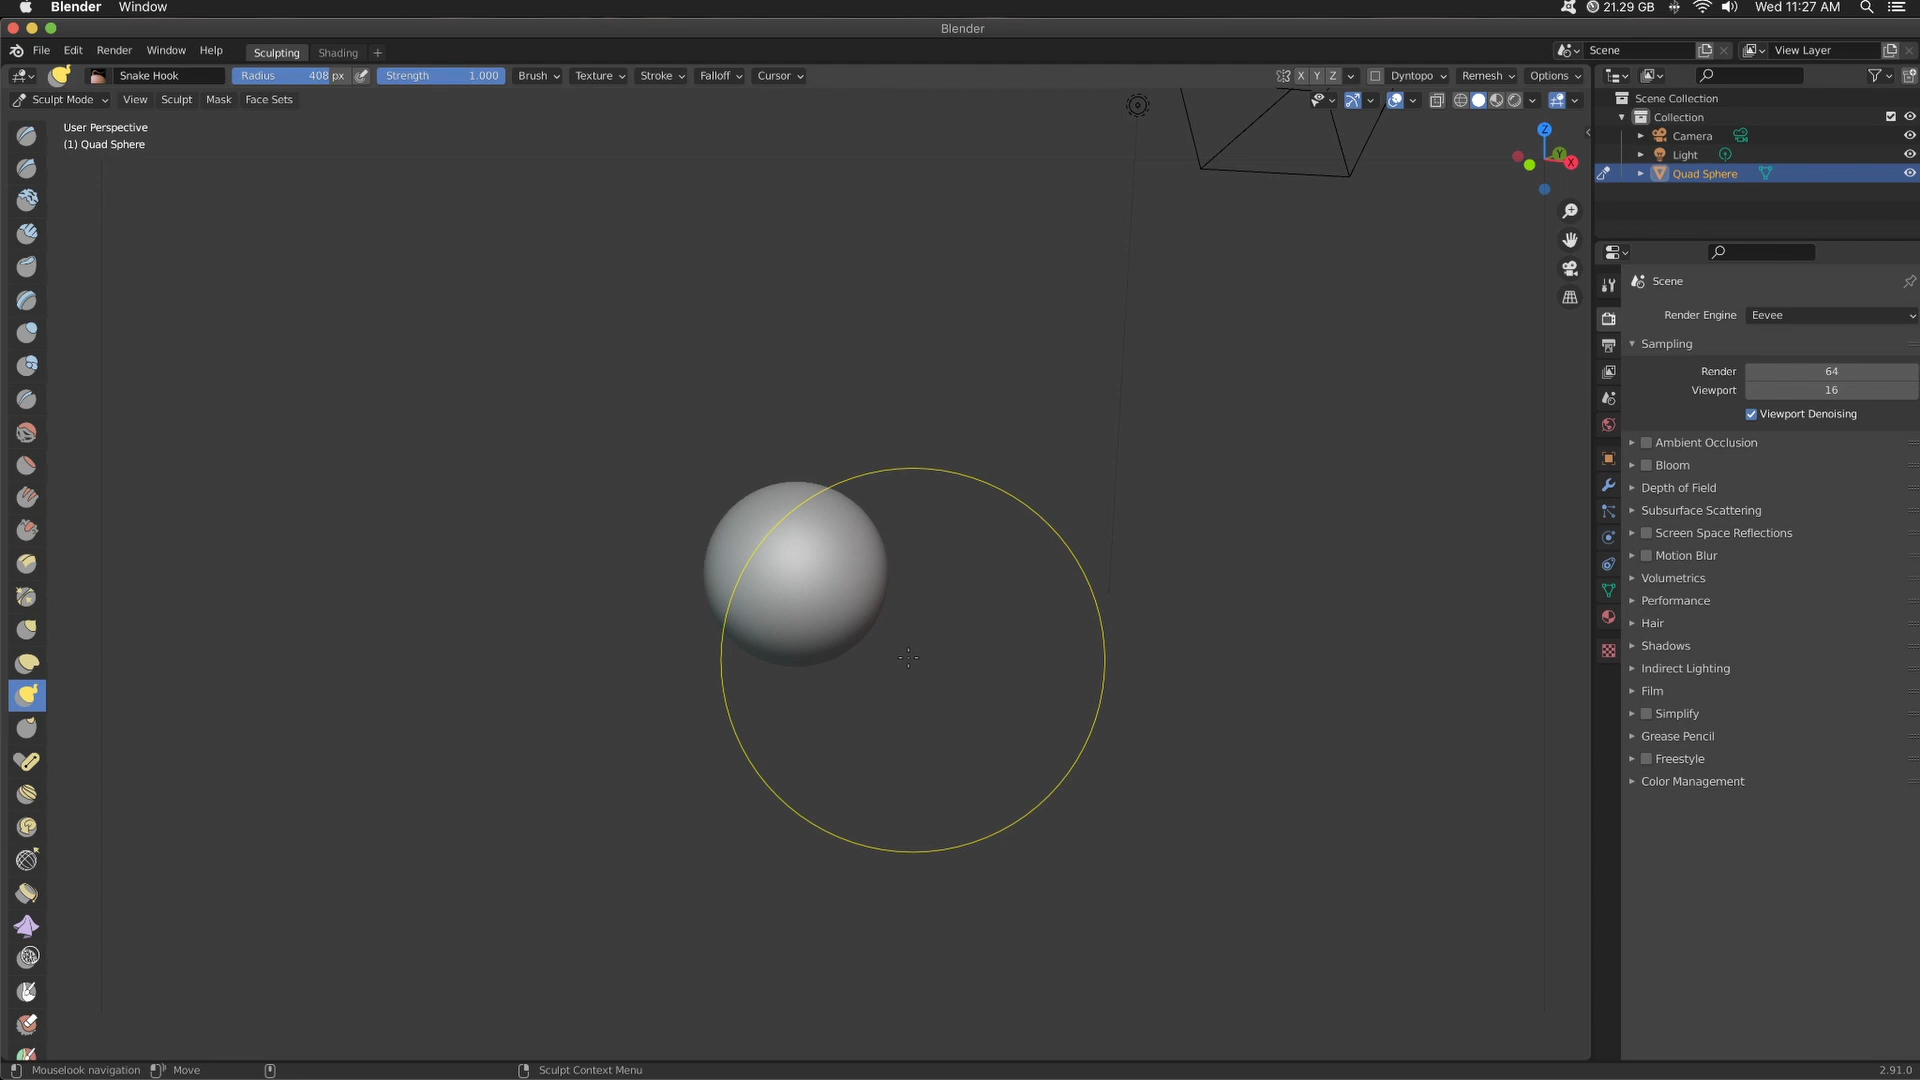 Blender Window 21.29 GB Wed 11:27 AM
Blender
File Edit Render Window Help Sculpting Shading + Scene View Layer
Snake Hook Radius 408 px Strength 1.000 Brush Texture Stroke Falloff Cursor X Y Z Dyntopo Remesh Options
Sculpt Mode View Sculpt Mask Face Sets
User Perspective
(1) Quad Sphere
Z
Y
X
Scene Collection
Collection
Camera
Light
Quad Sphere
Scene
Render Engine Eevee
Sampling
Render 64
Viewport 16
Viewport Denoising
Ambient Occlusion
Bloom
Depth of Field
Subsurface Scattering
Screen Space Reflections
Motion Blur
Volumetrics
Performance
Hair
Shadows
Indirect Lighting
Film
Simplify
Grease Pencil
Freestyle
Color Management
Mouselook navigation Move Sculpt Context Menu 2.91.0